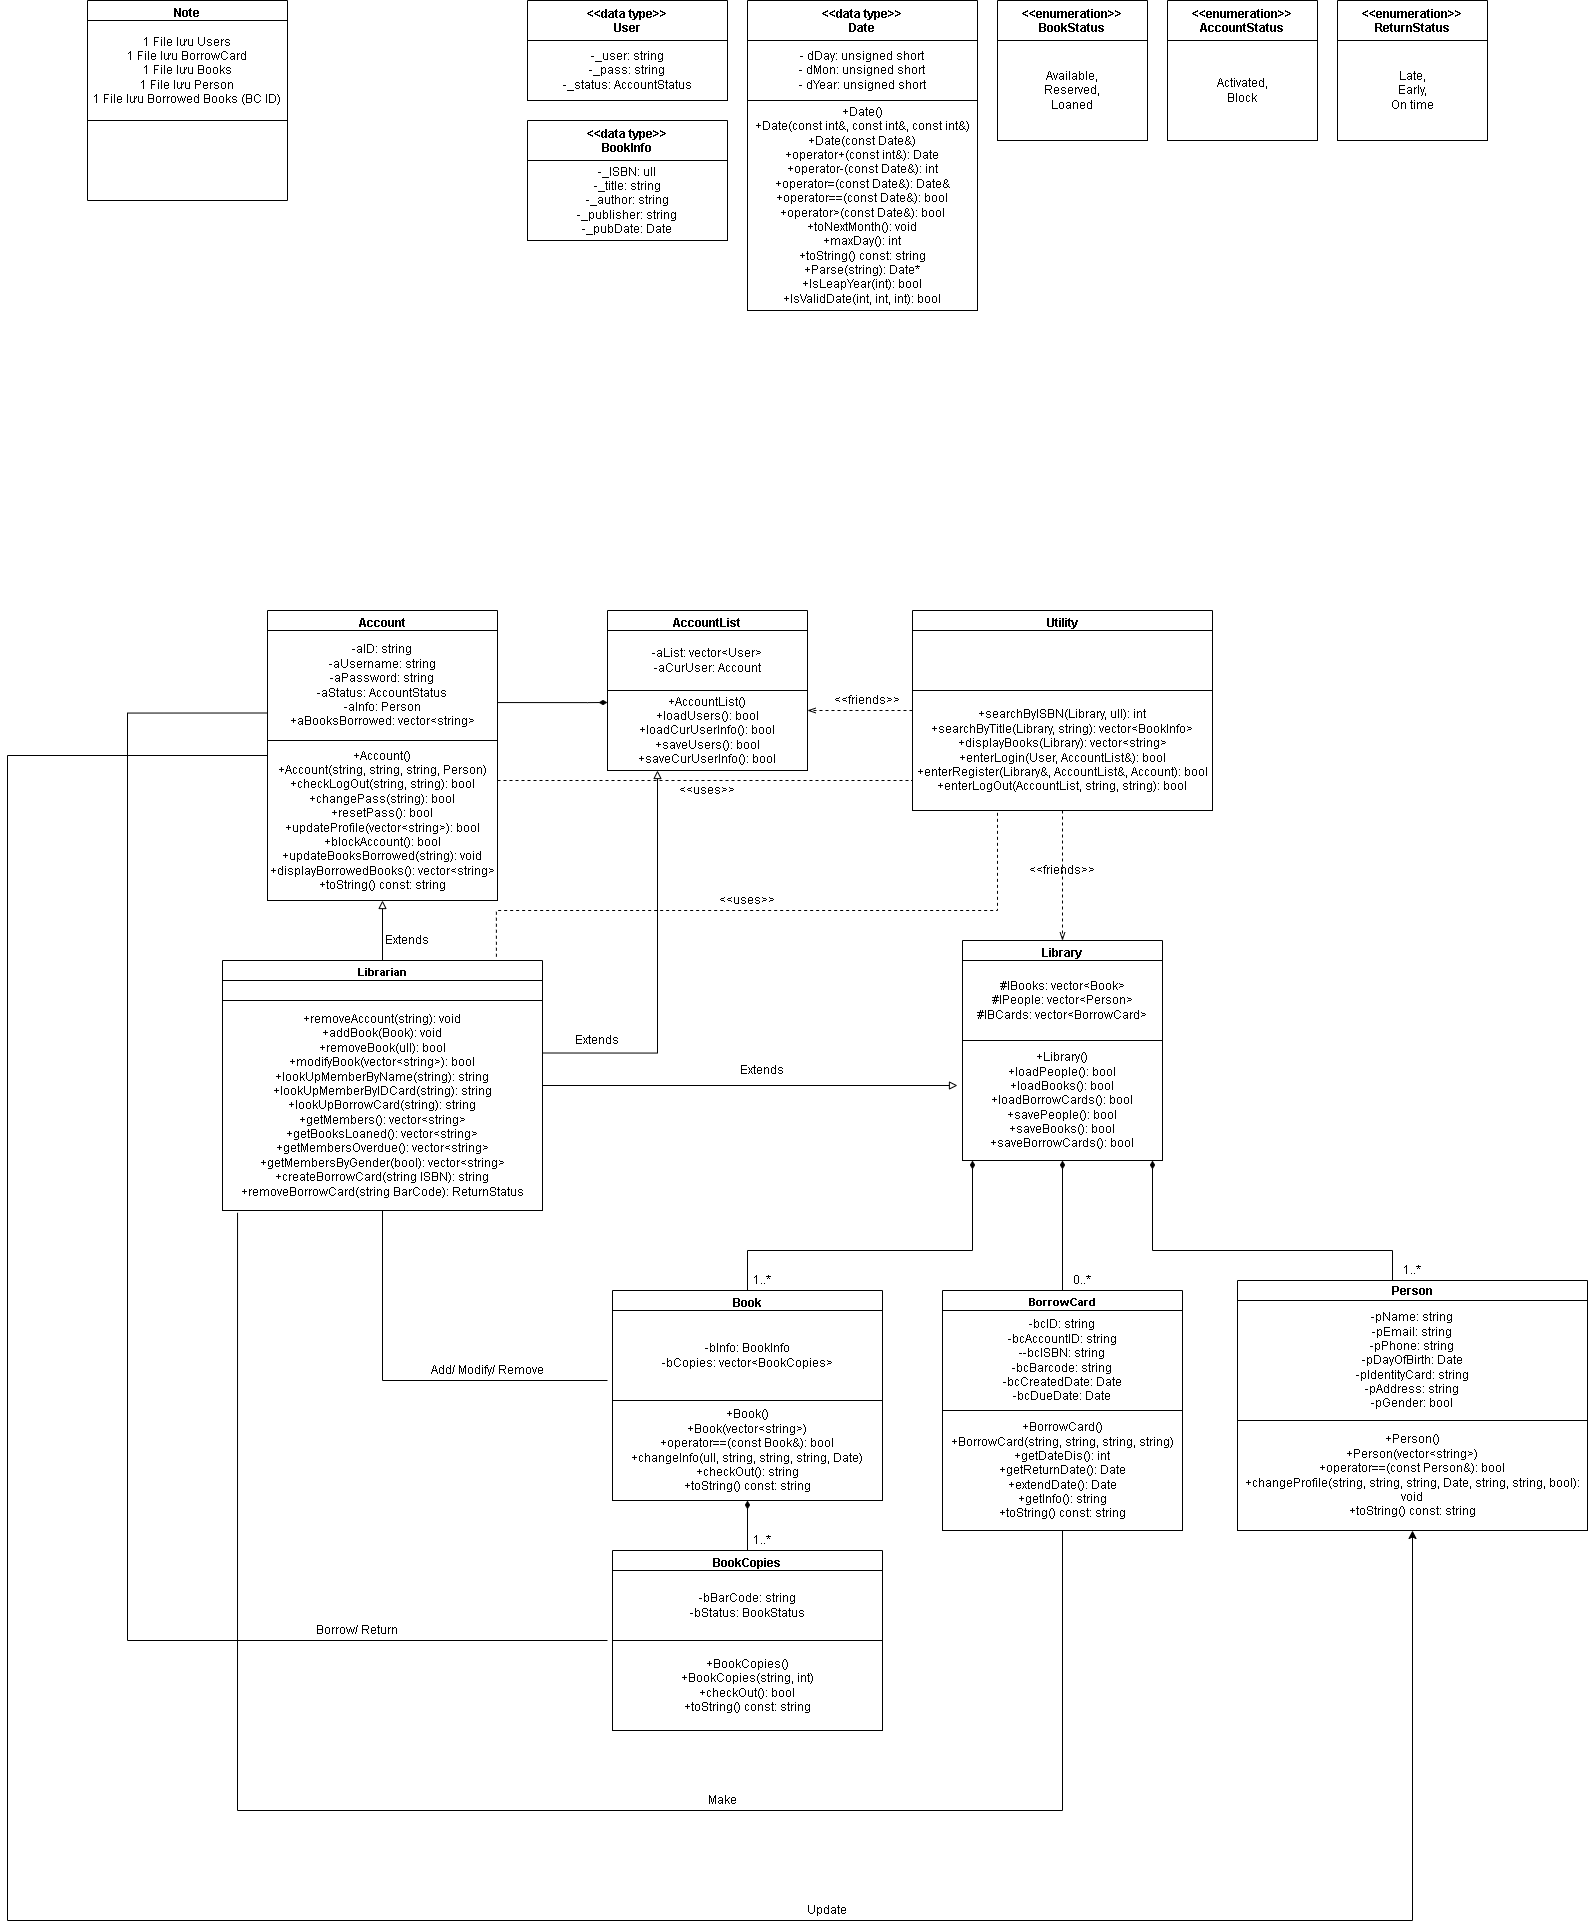 Note
1 File lưu Users
1 File lưu BorrowCard
1 File lưu Books
1 File lưu Person
1 File lưu Borrowed Books (BC ID)
<<data type>>
User
-_user: string
-_pass: string
-_status: AccountStatus
<<data type>>
BookInfo
-_ISBN: ull
-_title: string
-_author: string
-_publisher: string
-_pubDate: Date
<<data type>>
Date
- dDay: unsigned short
- dMon: unsigned short
- dYear: unsigned short
+Date()
+Date(const int&, const int&, const int&)
+Date(const Date&)
+operator+(const int&): Date
+operator-(const Date&): int
+operator=(const Date&): Date&
+operator==(const Date&): bool
+operator>(const Date&): bool
+toNextMonth(): void
+maxDay(): int
+toString() const: string
+Parse(string): Date*
+IsLeapYear(int): bool
+IsValidDate(int, int, int): bool
<<enumeration>>
BookStatus
Available,
Reserved,
Loaned
<<enumeration>>
AccountStatus
Activated,
Block
<<enumeration>>
ReturnStatus
Late,
Early,
On time
Account
-aID: string
-aUsername: string
-aPassword: string
-aStatus: AccountStatus
-aInfo: Person
+aBooksBorrowed: vector<string>
+Account()
+Account(string, string, string, Person)
+checkLogOut(string, string): bool
+changePass(string): bool
+resetPass(): bool
+updateProfile(vector<string>): bool
+blockAccount(): bool
+updateBooksBorrowed(string): void
+displayBorrowedBooks(): vector<string>
+toString() const: string
AccountList
-aList: vector<User>
-aCurUser: Account
+AccountList()
+loadUsers(): bool
+loadCurUserInfo(): bool
+saveUsers(): bool
+saveCurUserInfo(): bool
<<friends>>
Utility
+searchByISBN(Library, ull): int
+searchByTitle(Library, string): vector<BookInfo>
+displayBooks(Library): vector<string>
+enterLogin(User, AccountList&): bool
+enterRegister(Library&, AccountList&, Account): bool
+enterLogOut(AccountList, string, string): bool
<<uses>>
<<friends>>
<<uses>>
Extends
Librarian
+removeAccount(string): void
+addBook(Book): void
+removeBook(ull): bool
+modifyBook(vector<string>): bool
+lookUpMemberByName(string): string
+lookUpMemberByIDCard(string): string
+lookUpBorrowCard(string): string
+getMembers(): vector<string>
+getBooksLoaned(): vector<string>
+getMembersOverdue(): vector<string>
+getMembersByGender(bool): vector<string>
+createBorrowCard(string ISBN): string
+removeBorrowCard(string BarCode): ReturnStatus
Extends
Extends
Library
#lBooks: vector<Book>
#lPeople: vector<Person>
#lBCards: vector<BorrowCard>
+Library()
+loadPeople(): bool
+loadBooks(): bool
+loadBorrowCards(): bool
+savePeople(): bool
+saveBooks(): bool
+saveBorrowCards(): bool
1..*
0..*
1..*
Book
-bInfo: BookInfo
-bCopies: vector<BookCopies>
+Book()
+Book(vector<string>)
+operator==(const Book&): bool
+changeInfo(ull, string, string, string, Date)
+checkOut(): string
+toString() const: string
BorrowCard
-bcID: string
-bcAccountID: string
--bcISBN: string
-bcBarcode: string
-bcCreatedDate: Date
-bcDueDate: Date
+BorrowCard()
+BorrowCard(string, string, string, string)
+getDateDis(): int
+getReturnDate(): Date
+extendDate(): Date
+getInfo(): string
+toString() const: string
Person
-pName: string
-pEmail: string
-pPhone: string
-pDayOfBirth: Date
-pIdentityCard: string
-pAddress: string
-pGender: bool
+Person()
+Person(vector<string>)
+operator==(const Person&): bool
+changeProfile(string, string, string, Date, string, string, bool):
void
+toString() const: string
Add/ Modify/ Remove
1..*
BookCopies
-bBarCode: string
-bStatus: BookStatus
+BookCopies()
+BookCopies(string, int)
+checkOut(): bool
+toString() const: string
Borrow/ Return
Make
Update